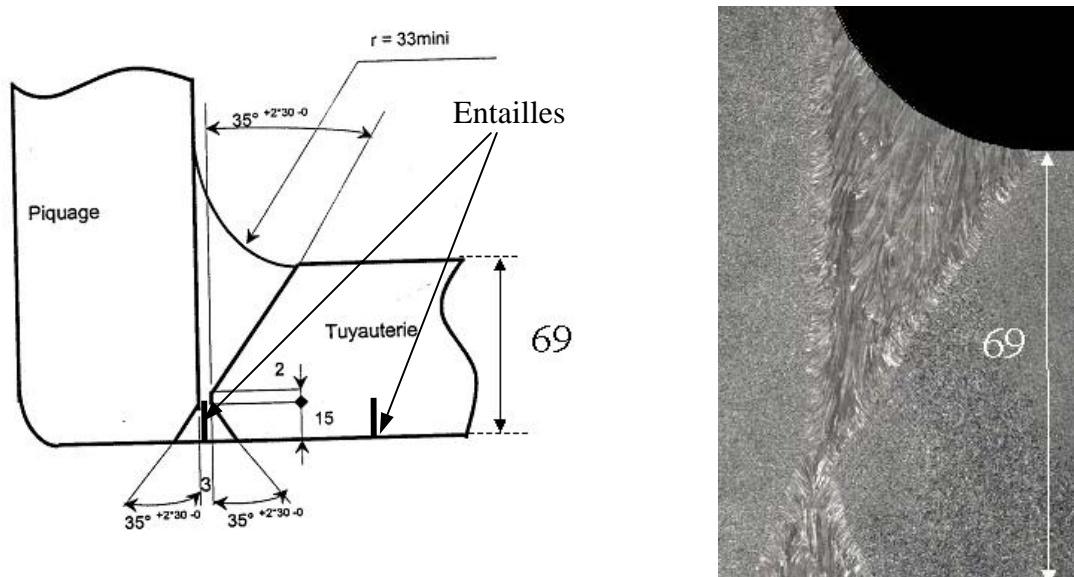 r = 33mini
35° +2°30 -0
Entailles
Piquage
Tuyauterie
69
2
15
3
35° +2°30 -0
35° +2°30 -0
69